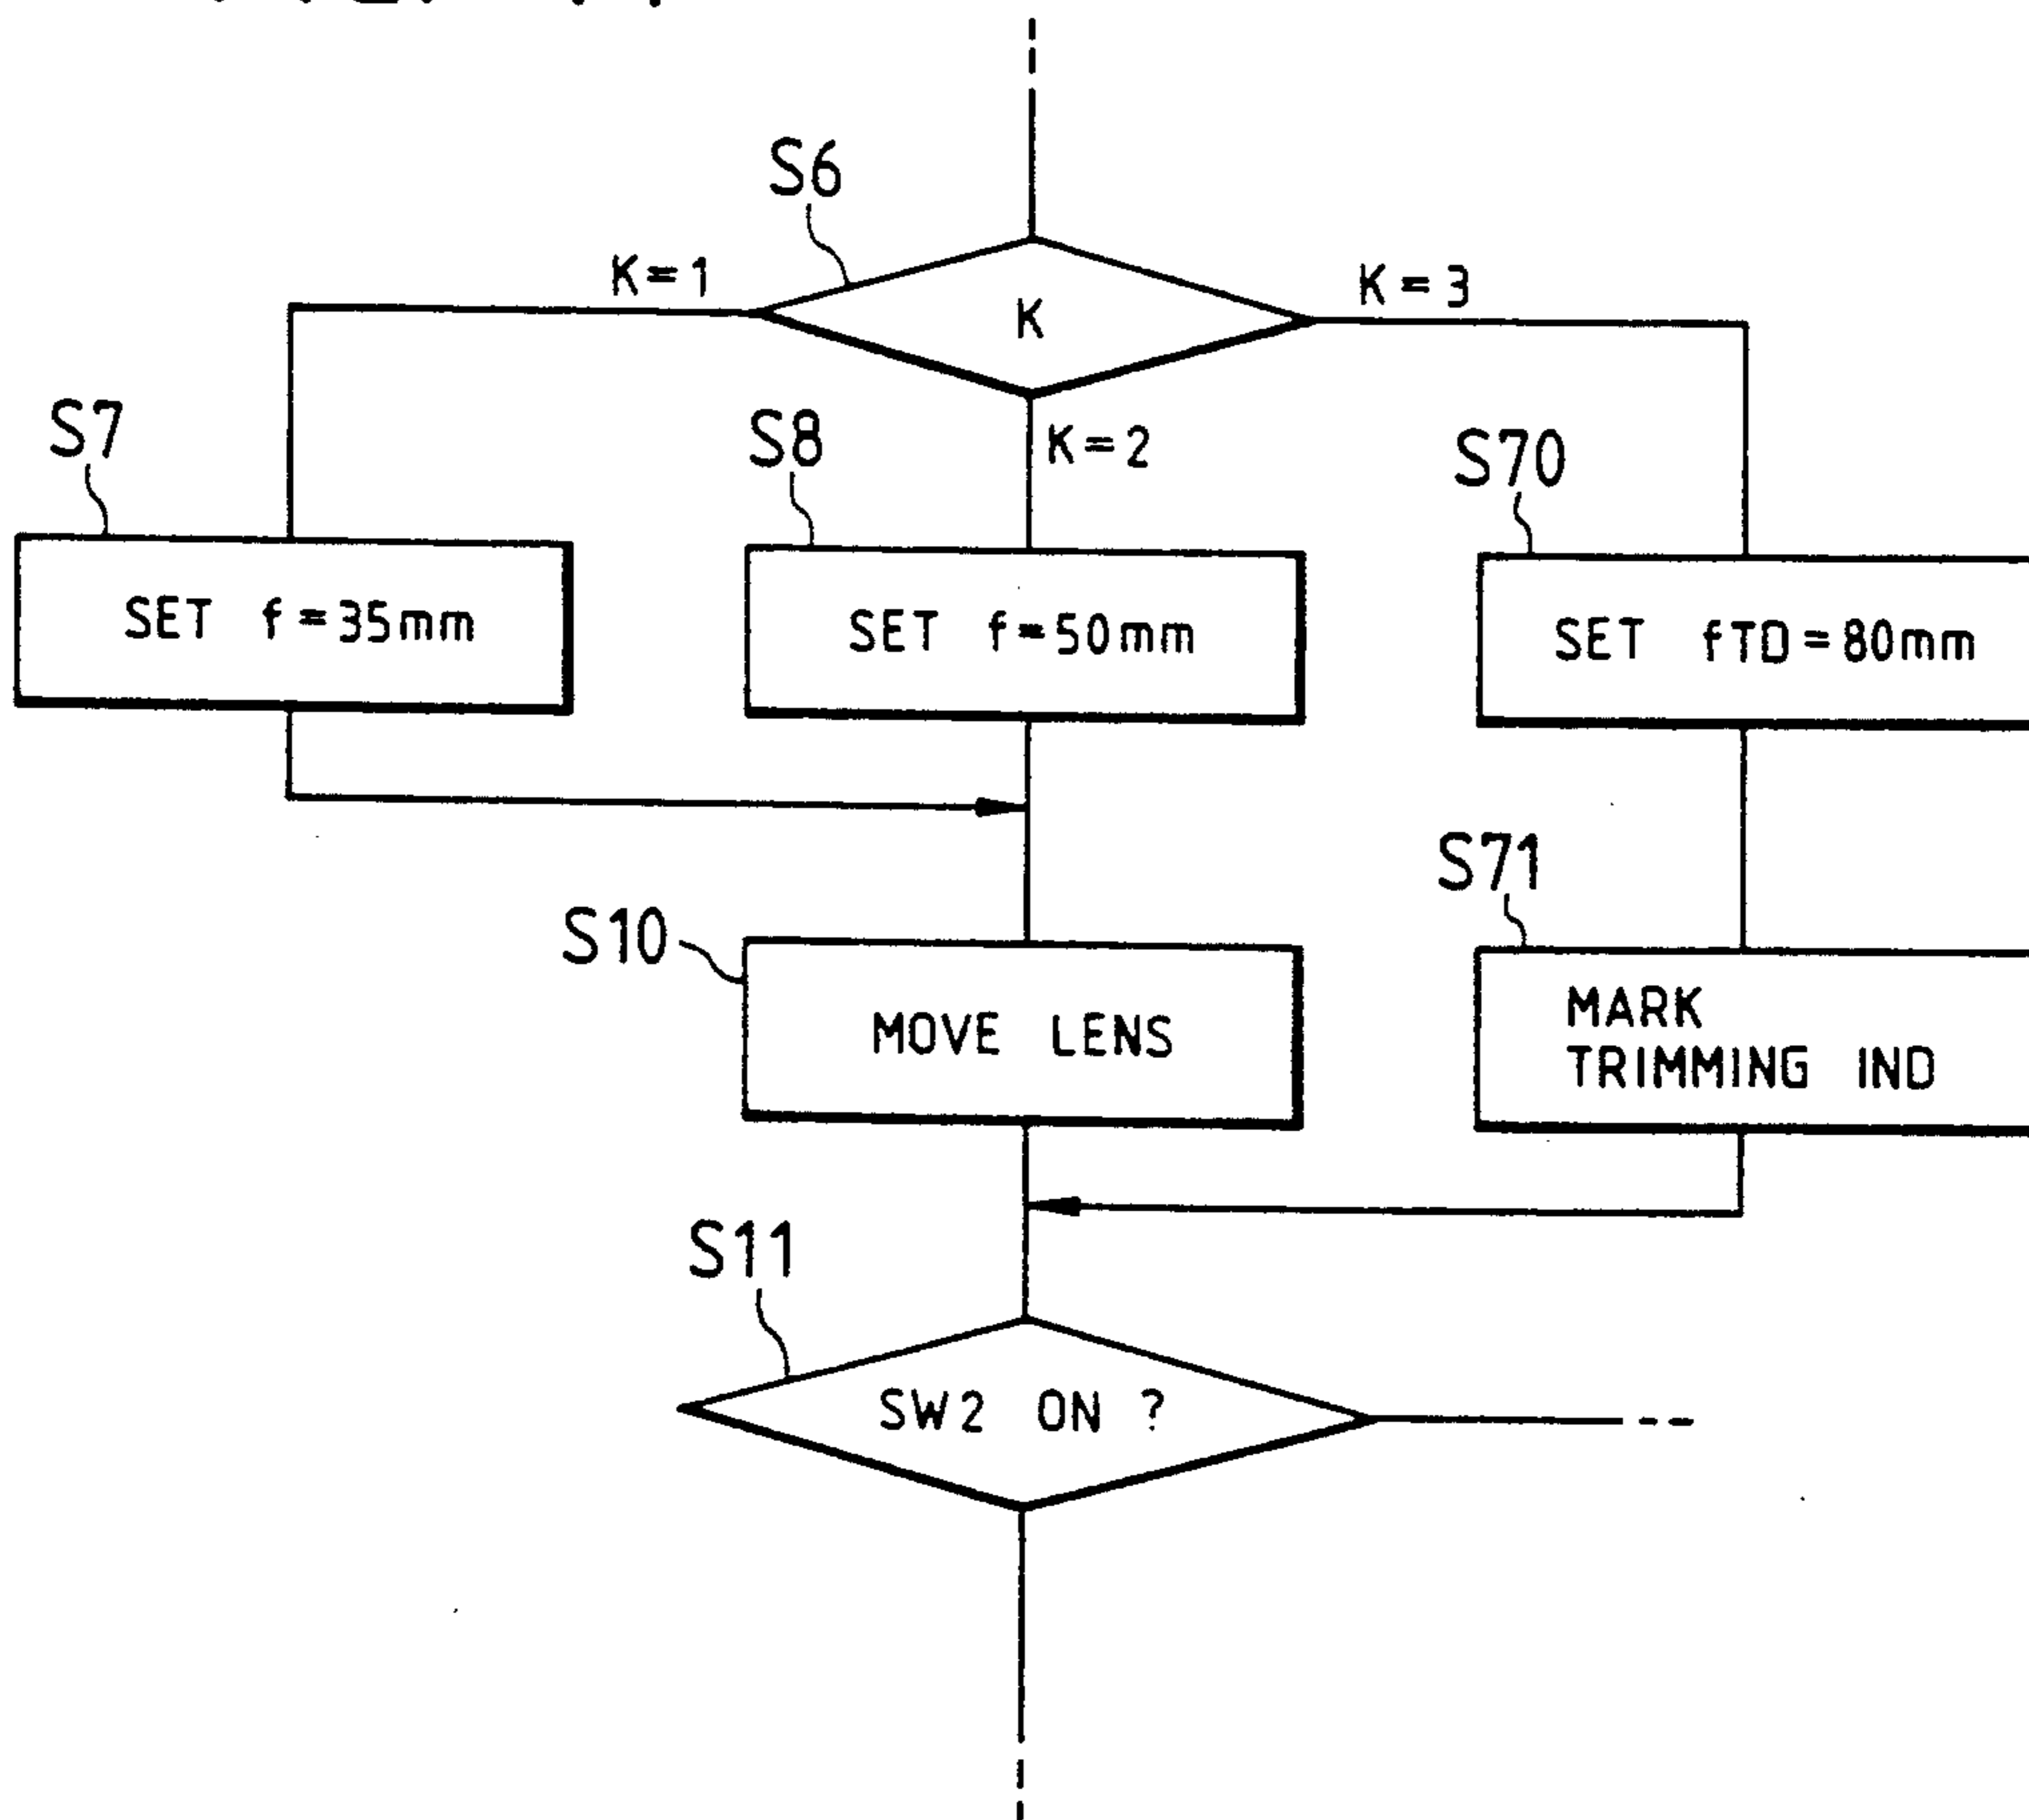 S6
K=1
K
K=3
S7
S8
K=2
S70
SET f=35mm
SET f=50mm
SET fTD=80mm
S71
S10
MOVE LENS
MARK
TRIMMING IND
S11
SW2 ON ?